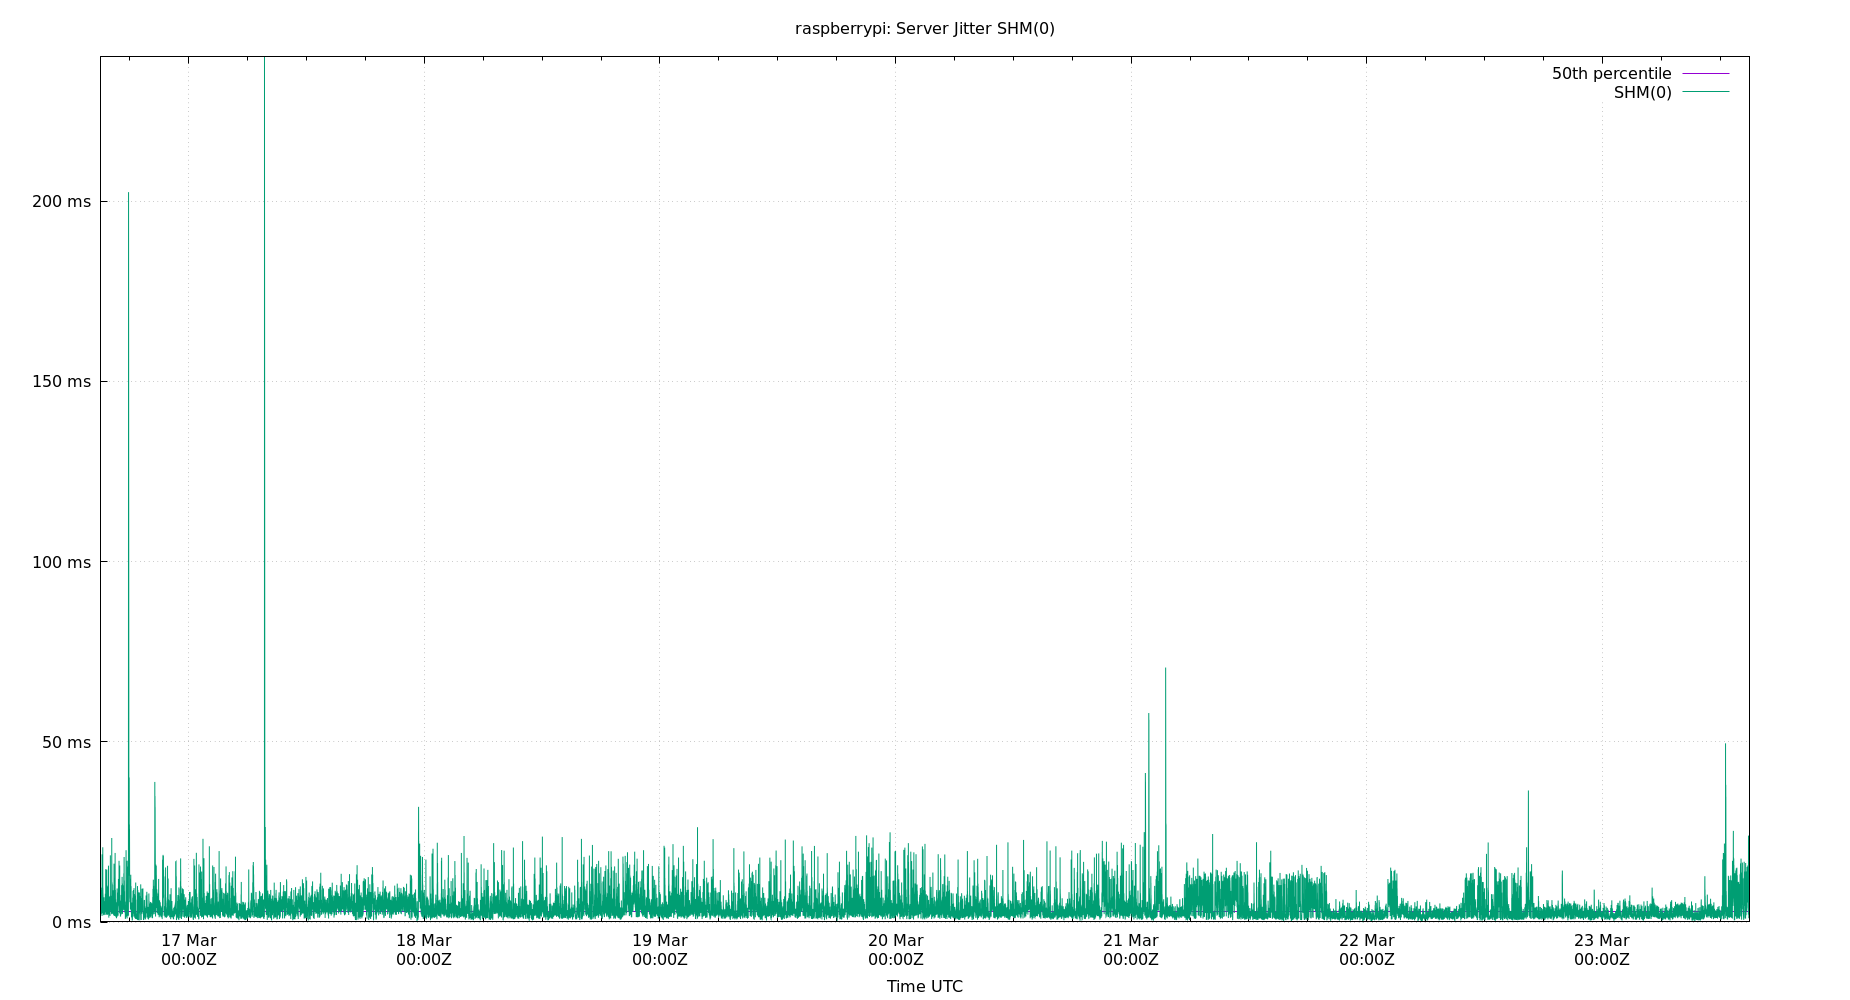 raspberrypi: Server Jitter SHM(0)
50th percentile
SHM(0)
200 ms
150 ms
100 ms
50 ms
0 ms
17 Mar 18 Mar 19 Mar 20 Mar 21 Mar 22 Mar 23 Mar
00:00Z 00:00Z 00:00Z 00:00Z 00:00Z 00:00Z 00:00Z
Time UTC